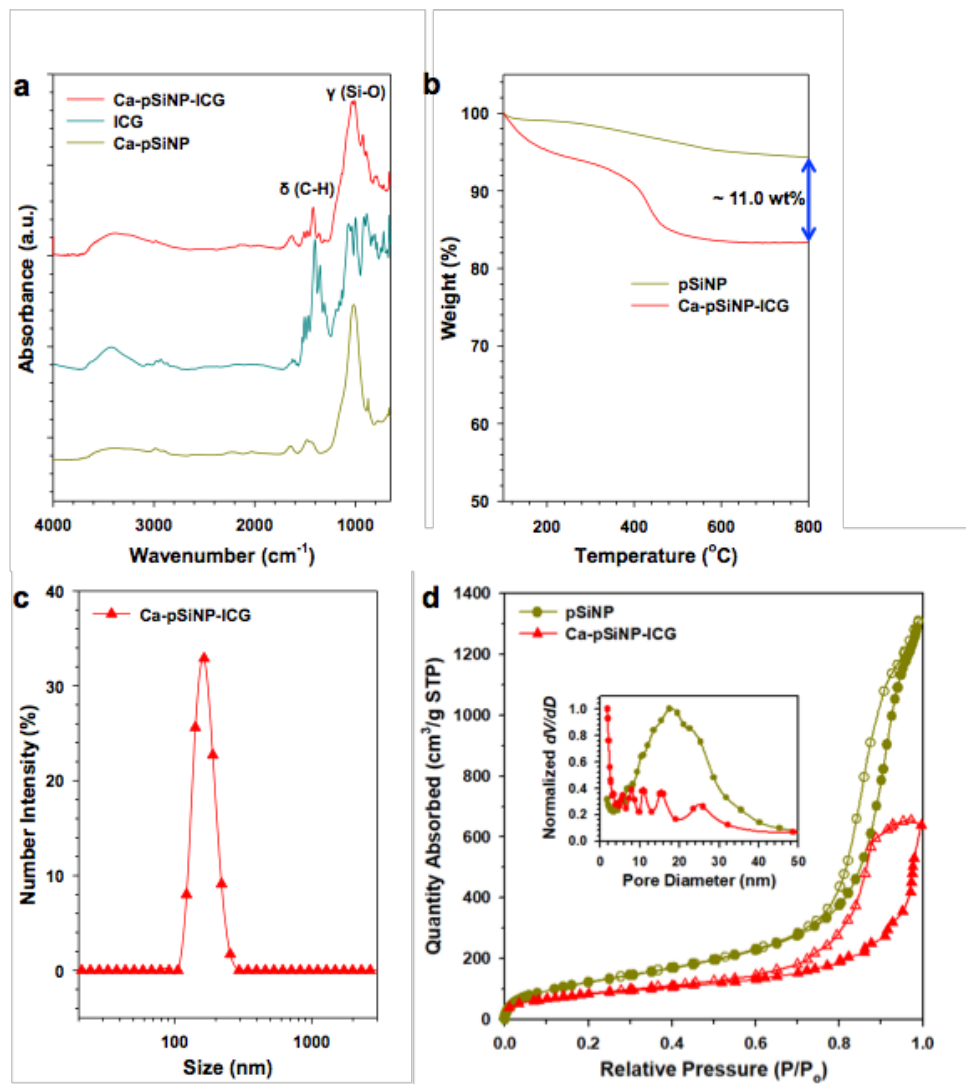 a
Ca-pSiNP-ICG
ICG
Ca-pSiNP
γ (Si-O)
δ (C-H)
Absorbance (a.u.)
4000 3000 2000 1000
Wavenumber (cm⁻¹)
b
100
90
80
70
60
50
~ 11.0 wt%
pSiNP
Ca-pSiNP-ICG
Weight (%)
200 400 600 800
Temperature (°C)
c
Ca-pSiNP-ICG
40
30
20
10
0
Number Intensity (%)
100 1000
Size (nm)
d
pSiNP
Ca-pSiNP-ICG
1400
1200
1000
800
600
400
200
0
Quantity Absorbed (cm³/g STP)
1.0
0.8
0.6
0.4
0.2
0.0
Normalized dV/dD
0 10 20 30 40 50
Pore Diameter (nm)
0.0 0.2 0.4 0.6 0.8 1.0
Relative Pressure (P/Pₒ)